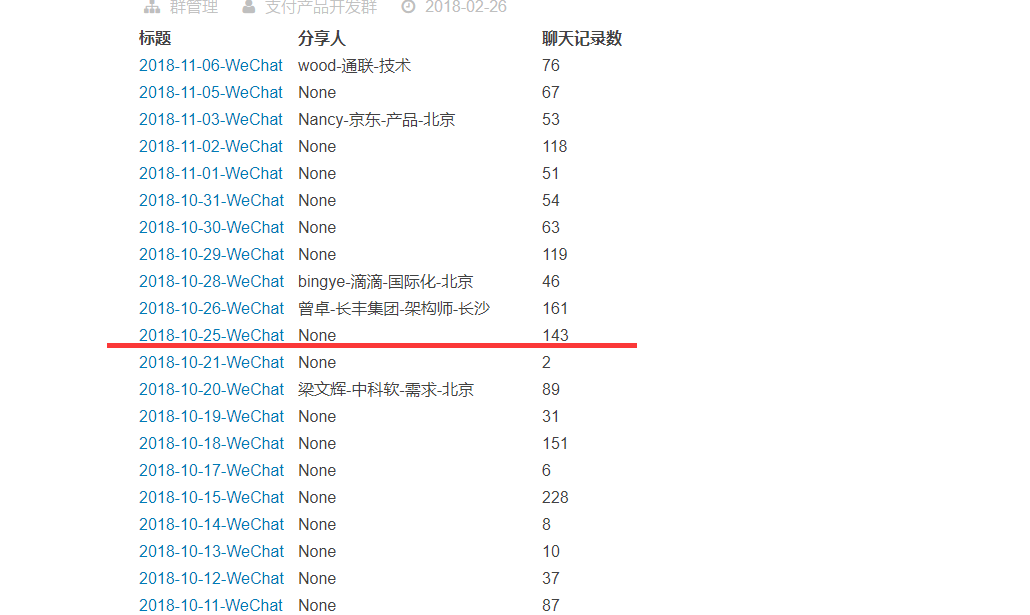 群管理 支付产品开发群 2018-02-26
标题 分享人 聊天记录数
2018-11-06-WeChat wood-通联-技术 76
2018-11-05-WeChat None 67
2018-11-03-WeChat Nancy-京东-产品-北京 53
2018-11-02-WeChat None 118
2018-11-01-WeChat None 51
2018-10-31-WeChat None 54
2018-10-30-WeChat None 63
2018-10-29-WeChat None 119
2018-10-28-WeChat bingye-滴滴-国际化-北京 46
2018-10-26-WeChat 曾卓-长丰集团-架构师-长沙 161
2018-10-25-WeChat None 143
2018-10-21-WeChat None 2
2018-10-20-WeChat 梁文辉-中科软-需求-北京 89
2018-10-19-WeChat None 31
2018-10-18-WeChat None 151
2018-10-17-WeChat None 6
2018-10-15-WeChat None 228
2018-10-14-WeChat None 8
2018-10-13-WeChat None 10
2018-10-12-WeChat None 37
2018-10-11-WeChat None 87